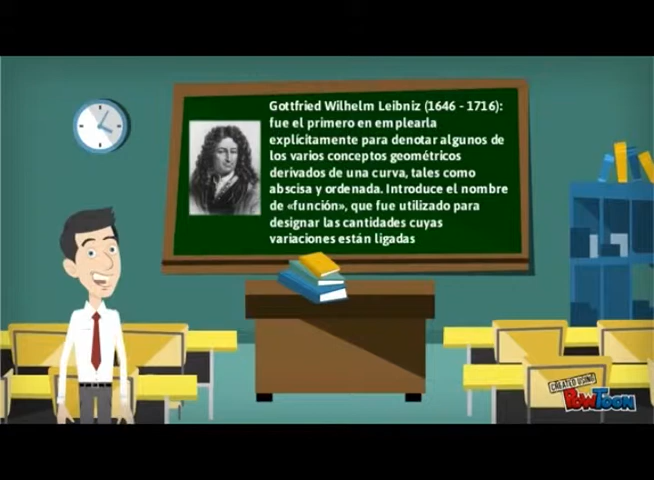 Gottfried Wilhelm Leibniz (1646 - 1716):
fue el primero en emplearla
explícitamente para denotar algunos de
los varios conceptos geométricos
derivados de una curva, tales como
abscisa y ordenada. Introduce el nombre
de «función», que fue utilizado para
designar las cantidades cuyas
variaciones están ligadas
CREATED USING
POWTOON